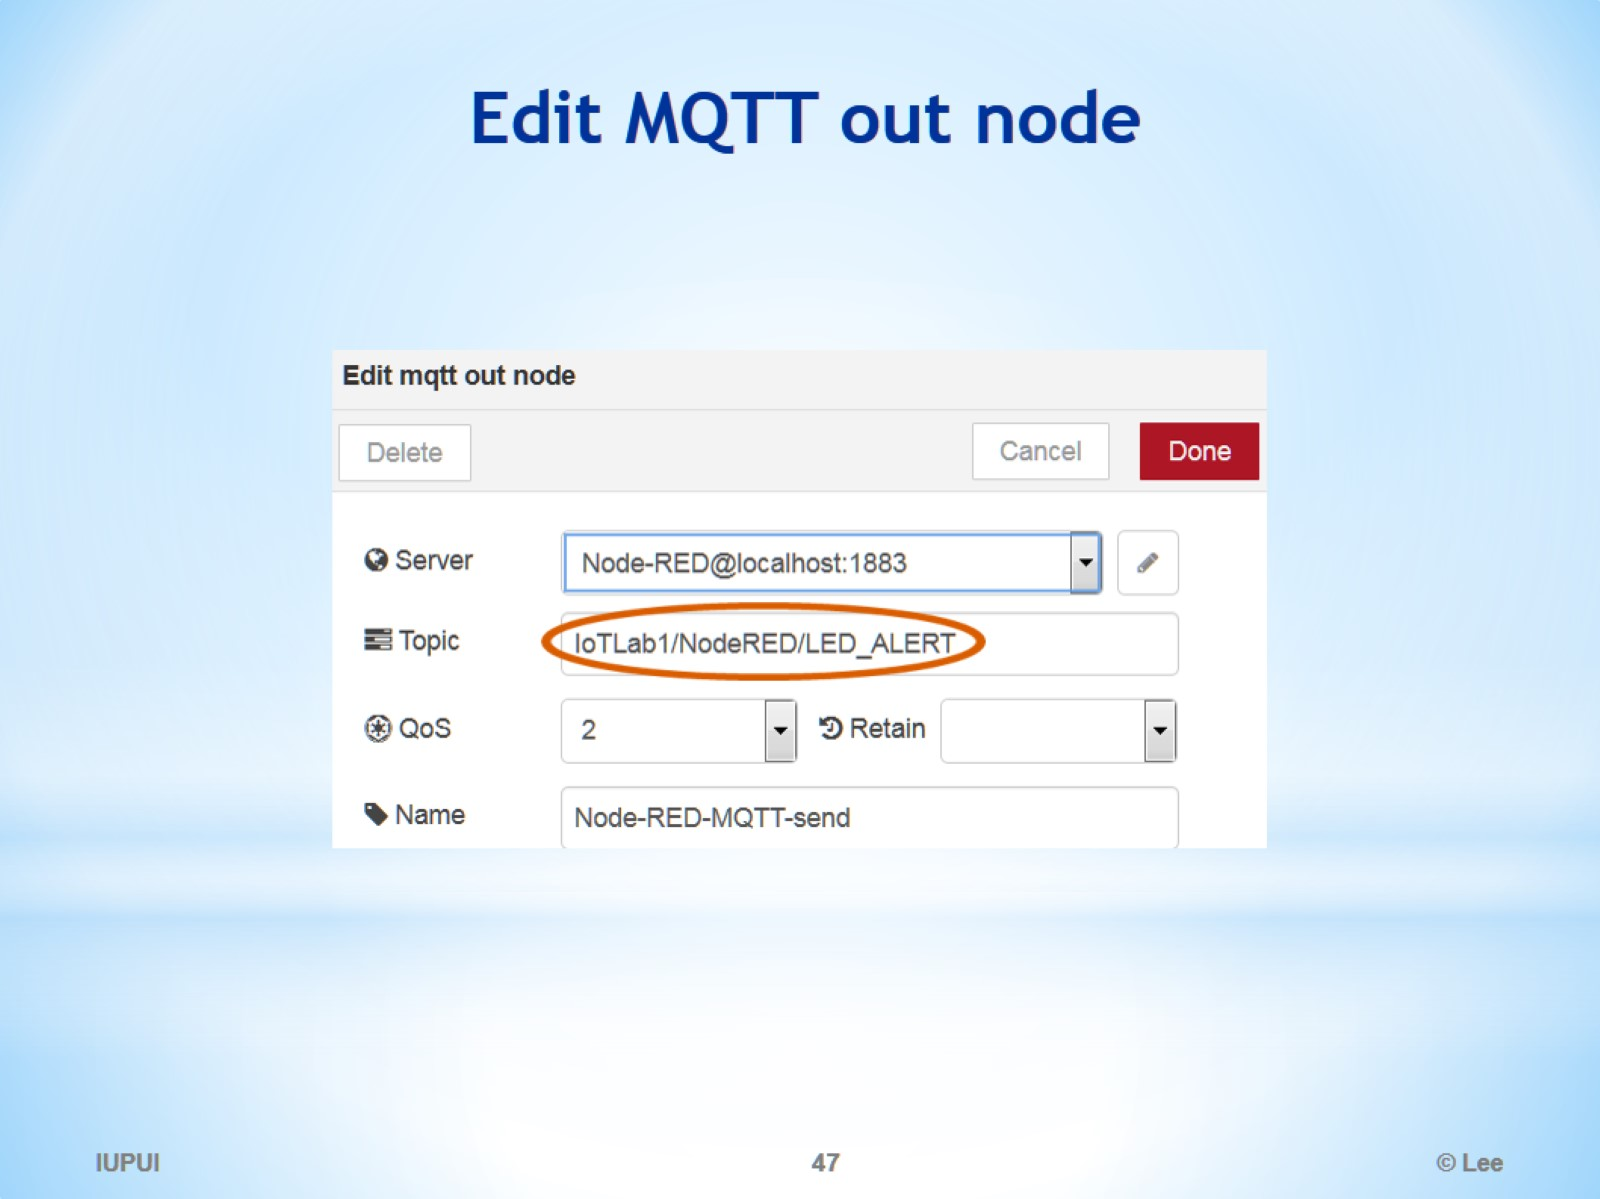 Edit MQTT out node
Edit mqtt out node
Delete Cancel Done
Server Node-RED@localhost:1883
Topic IoTLab1/NodeRED/LED_ALERT
QoS 2 Retain
Name Node-RED-MQTT-send
IUPUI 47 © Lee